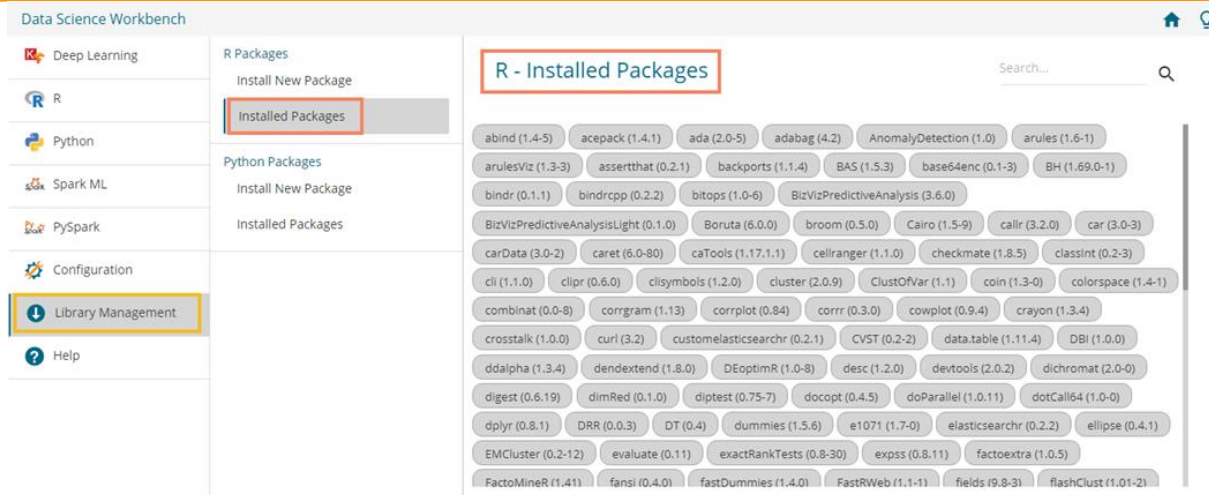 Data Science Workbench
Deep Learning
R
Python
Spark ML
PySpark
Configuration
Library Management
Help
R Packages
Install New Package
Installed Packages
Python Packages
Install New Package
Installed Packages
R - Installed Packages
Search...
abind (1.4-5) acepack (1.4.1) ada (2.0-5) adabag (4.2) AnomalyDetection (1.0) arules (1.6-1)
arulesViz (1.3-3) assertthat (0.2.1) backports (1.1.4) BAS (1.5.3) base64enc (0.1-3) BH (1.69.0-1)
bindr (0.1.1) bindrcpp (0.2.2) bitops (1.0-6) BizVizPredictiveAnalysis (3.6.0)
BizVizPredictiveAnalysisLight (0.1.0) Boruta (6.0.0) broom (0.5.0) Cairo (1.5-9) callr (3.2.0) car (3.0-3)
carData (3.0-2) caret (6.0-80) caTools (1.17.1.1) cellranger (1.1.0) checkmate (1.8.5) classInt (0.2-3)
cli (1.1.0) clipr (0.6.0) clisymbols (1.2.0) cluster (2.0.9) ClustOfVar (1.1) coin (1.3-0) colorspace (1.4-1)
combinat (0.0-8) corrgram (1.13) corrplot (0.84) corrr (0.3.0) cowplot (0.9.4) crayon (1.3.4)
crosstalk (1.0.0) curl (3.2) customelasticsearchr (0.2.1) CVST (0.2-2) data.table (1.11.4) DBI (1.0.0)
ddalpha (1.3.4) dendextend (1.8.0) DEoptimR (1.0-8) desc (1.2.0) devtools (2.0.2) dichromat (2.0-0)
digest (0.6.19) dimRed (0.1.0) diptest (0.75-7) docopt (0.4.5) doParallel (1.0.11) dotCall64 (1.0-0)
dplyr (0.8.1) DRR (0.0.3) DT (0.4) dummies (1.5.6) e1071 (1.7-0) elasticsearchr (0.2.2) ellipse (0.4.1)
EMCluster (0.2-12) evaluate (0.11) exactRankTests (0.8-30) expss (0.8.11) factoextra (1.0.5)
FactoMineR (1.41) fansi (0.4.0) fastDummies (1.4.0) FastRWeb (1.1-1) fields (9.8-3) flashClust (1.01-2)